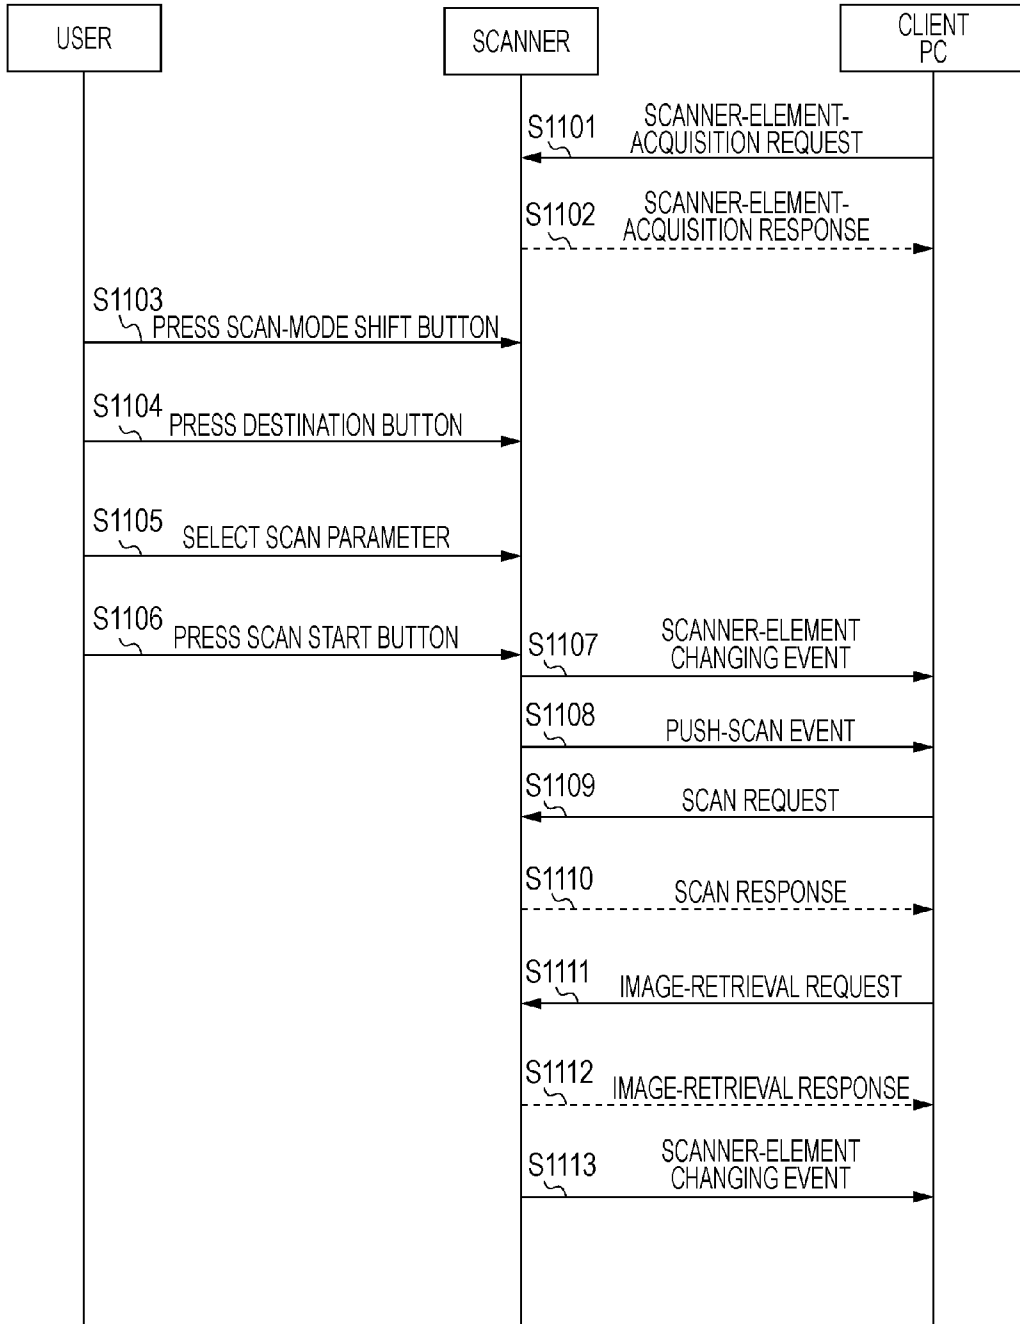 USER
SCANNER
CLIENT
PC
S1101
SCANNER-ELEMENT-
ACQUISITION REQUEST
S1102
SCANNER-ELEMENT-
ACQUISITION RESPONSE
S1103
PRESS SCAN-MODE SHIFT BUTTON
S1104
PRESS DESTINATION BUTTON
S1105
SELECT SCAN PARAMETER
S1106
PRESS SCAN START BUTTON
S1107
SCANNER-ELEMENT
CHANGING EVENT
S1108
PUSH-SCAN EVENT
S1109
SCAN REQUEST
S1110
SCAN RESPONSE
S1111
IMAGE-RETRIEVAL REQUEST
S1112
IMAGE-RETRIEVAL RESPONSE
S1113
SCANNER-ELEMENT
CHANGING EVENT